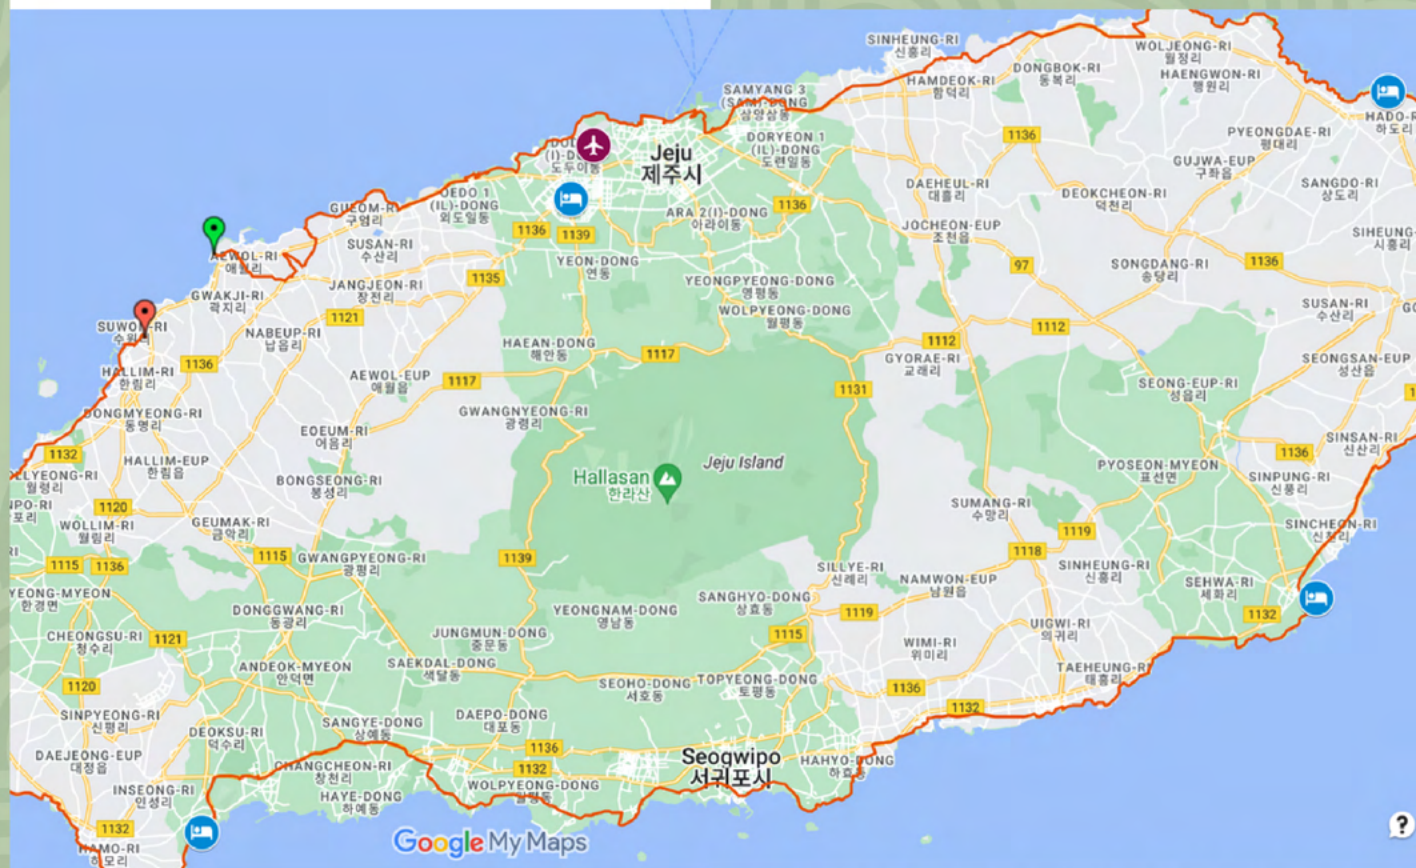 SINHEUNG-RI
신흥리
WOLJEONG-RI
월정리
DONGBOK-RI
동복리
HAENGWON-RI
행원리
HAMDEOK-RI
함덕리
SAMYANG 3
(SAM)-DONG
삼양삼동
HADO-R
하도리
1136
PYEONGDAE-RI
평대리
DORYEON 1
(IL)-DONG
도련일동
(I)-D
도두이동
Jeju
제주시
GUJWA-EUP
구좌읍
SANGDO-RI
상도리
DAEHEUL-RI
대흘리
DEOKCHEON-RI
덕천리
OEDO 1
(IL)-DONG
외도일동
GUEOM-R
구엄리
1136
ARA 2(I)-DONG
아라이동
JOCHEON-EUP
조천읍
SIHEUNG-
시흥리
1136
1139
SUSAN-RI
수산리
AEWOL-RI
애월리
YEON-DONG
연동
97
SONGDANG-RI
송당리
1136
1135
YEONGPYEONG-DONG
영평동
JANGJEON-RI
장전리
GWAKJI-RI
곽지리
WOLPYEONG-DONG
월평동
SUSAN-RI
수산리
1121
SUWON-RI
NABEUP-RI
납읍리
1112
1112
HAEAN-DONG
해안동
1117
GYORAE-RI
교래리
SEONGSAN-EUP
성산읍
1136
HALLIM-RI
한림리
AEWOL-EUP
애월읍
1117
1131
SEONG-EUP-RI
성읍리
DONGMYEONG-RI
동명리
GWANGNYEONG-RI
광령리
EOEUM-RI
어음리
SINSAN-RI
신산리
1132
1136
HALLIM-EUP
한림읍
Jeju Island
PYOSEON-MYEON
표선면
SINPUNG-RI
신풍리
Hallasan
한라산
BONGSEONG-RI
봉성리
LLYEONG-RI
월령리
SUMANG-RI
수망리
NPO-RI
포리
1120
WOLLIM-RI
월림리
GEUMAK-RI
금악리
SINCHEON-RI
신천리
1119
1118
1115
1136
1115
GWANGPYEONG-RI
광평리
1139
SILLYE-RI
신례리
SINHEUNG-RI
신흥리
NAMWON-EUP
남원읍
SEHWA-RI
세화리
YEONG-MYEON
한경면
DONGGWANG-RI
동광리
YEONGNAM-DONG
영남동
SANGHYO-DONG
상효동
1119
1132
UIGWI-RI
의귀리
CHEONGSU-RI
청수리
1121
JUNGMUN-DONG
중문동
1115
WIMI-RI
위미리
ANDEOK-MYEON
안덕면
SAEKDAL-DONG
색달동
TAEHEUNG-RI
태흥리
1120
SEOHO-DONG
서호동
TOPYEONG-DONG
토평동
1136
1132
SINPYEONG-RI
신평리
SANGYE-DONG
상예동
DAEPO-DONG
대포동
DEOKSU-RI
덕수리
1136
DAEJEONG-EUP
대정읍
Seogwipo
서귀포시
HAHYO-DONG
하효동
CHANGCHEON-RI
창천리
1132
WOLPYEONG-DONG
월평동
INSEONG-RI
인성리
HAYE-DONG
하예동
1132
HAMO-RI
하모리
Google My Maps
?